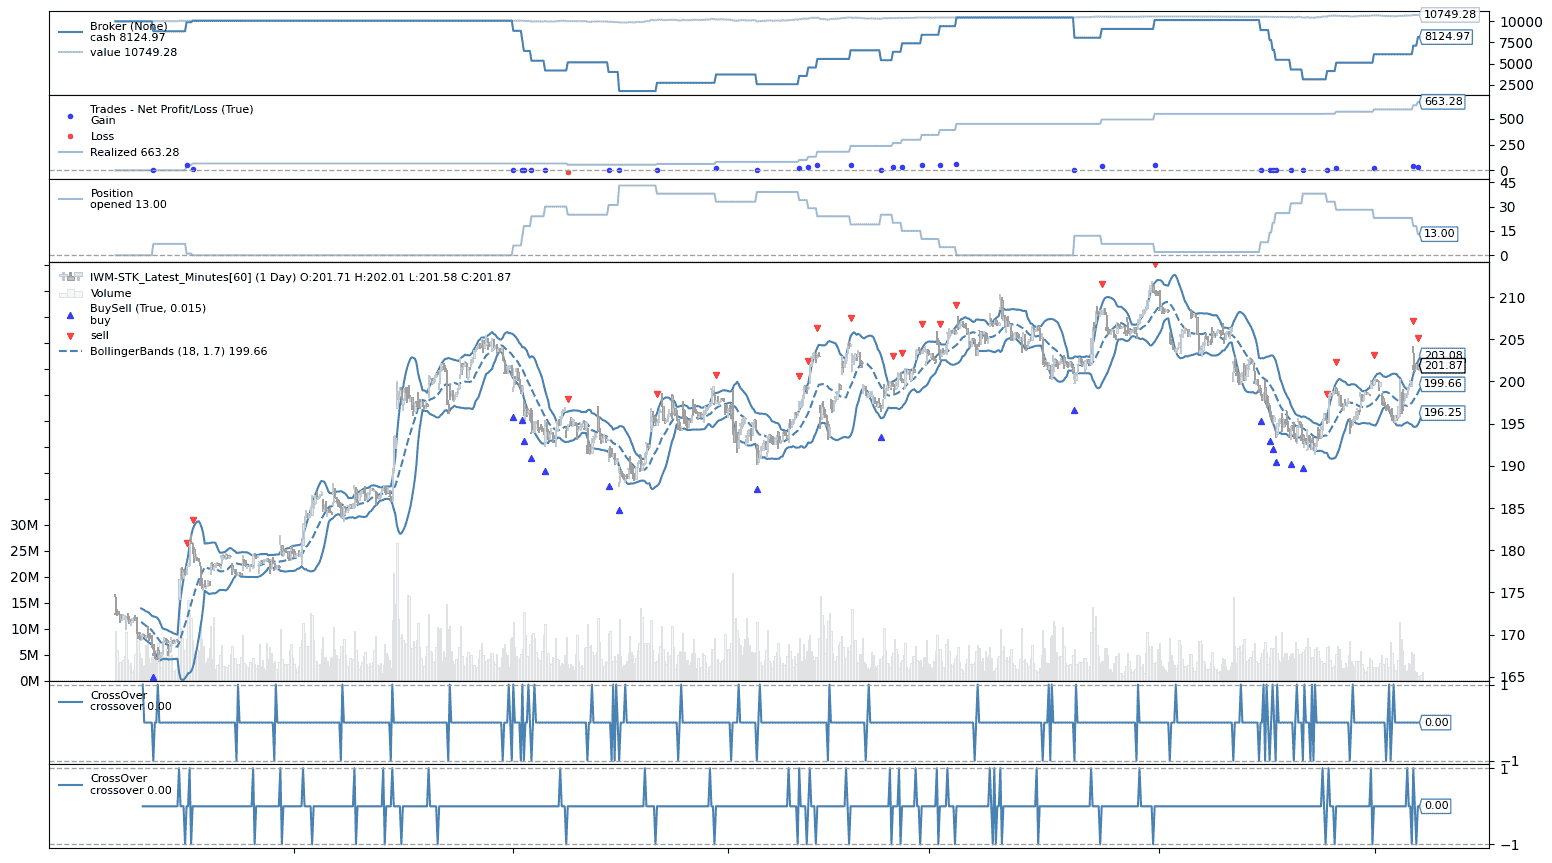 Broker (None)
cash 8124.97
value 10749.28
10749.28
8124.97
10000
7500
5000
2500
Trades - Net Profit/Loss (True)
Gain
Loss
Realized 663.28
663.28
500
250
0
Position
opened 13.00
13.00
45
30
15
0
IWM-STK_Latest_Minutes[60] (1 Day) O:201.71 H:202.01 L:201.58 C:201.87
Volume
BuySell (True, 0.015)
buy
sell
BollingerBands (18, 1.7) 199.66
203.08
201.87
199.66
196.25
210
205
200
195
190
185
180
175
170
165
30M
25M
20M
15M
10M
5M
0M
CrossOver
crossover 0.00
0.00
1
−1
CrossOver
crossover 0.00
0.00
1
−1